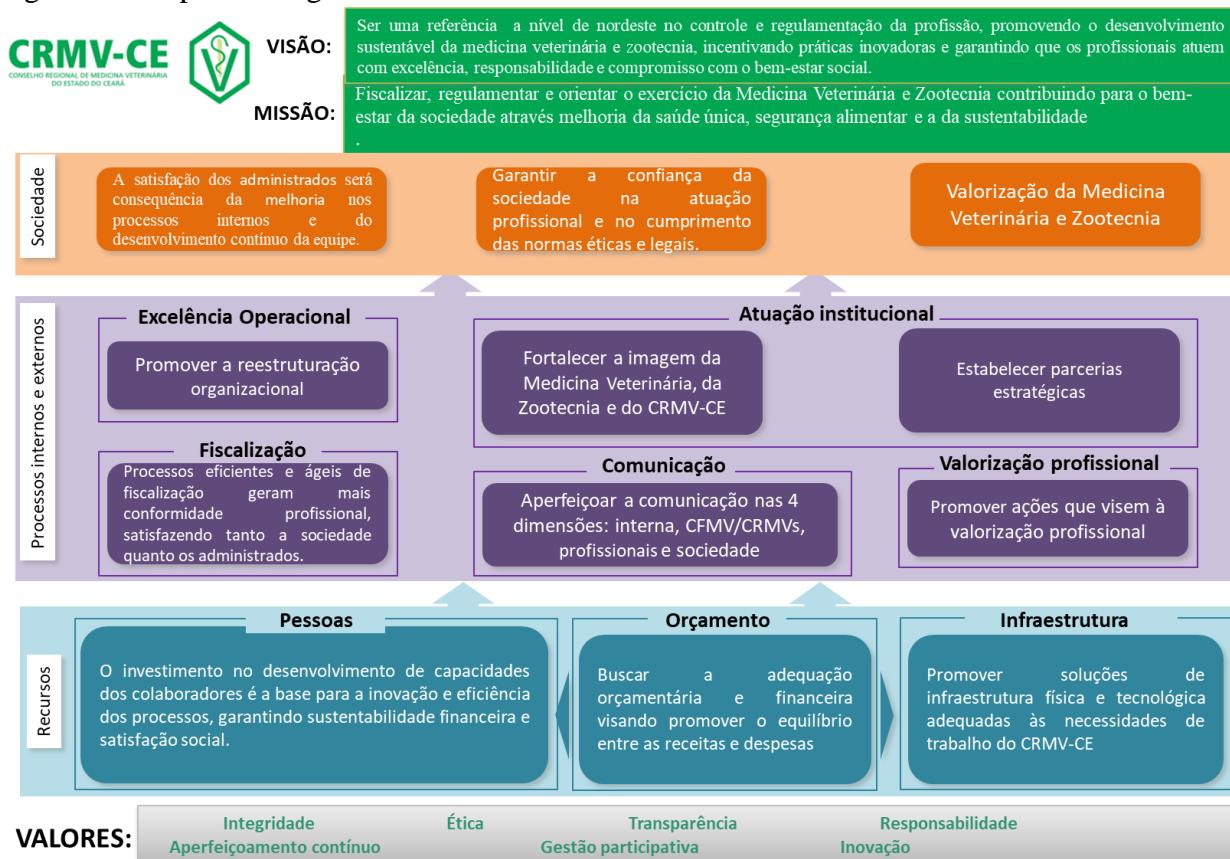 CRMV-CE
CONSELHO REGIONAL DE MEDICINA VETERINÁRIA
DO ESTADO DO CEARÁ
VISÃO:
Ser uma referência a nível de nordeste no controle e regulamentação da profissão, promovendo o desenvolvimento
sustentável da medicina veterinária e zootecnia, incentivando práticas inovadoras e garantindo que os profissionais atuem
com excelência, responsabilidade e compromisso com o bem-estar social.
MISSÃO:
Fiscalizar, regulamentar e orientar o exercício da Medicina Veterinária e Zootecnia contribuindo para o bem-
estar da sociedade através melhoria da saúde única, segurança alimentar e a da sustentabilidade
.
Sociedade
A satisfação dos administrados será
consequência da melhoria nos
processos internos e do
desenvolvimento contínuo da equipe.
Garantir a confiança da
sociedade na atuação
profissional e no cumprimento
das normas éticas e legais.
Valorização da Medicina
Veterinária e Zootecnia
Processos internos e externos
Excelência Operacional
Promover a reestruturação
organizacional
Atuação institucional
Fortalecer a imagem da
Medicina Veterinária, da
Zootecnia e do CRMV-CE
Estabelecer parcerias
estratégicas
Fiscalização
Processos eficientes e ágeis de
fiscalização geram mais
conformidade profissional,
satisfazendo tanto a sociedade
quanto os administrados.
Comunicação
Aperfeiçoar a comunicação nas 4
dimensões: interna, CFMV/CRMVs,
profissionais e sociedade
Valorização profissional
Promover ações que visem à
valorização profissional
Recursos
Pessoas
O investimento no desenvolvimento de capacidades
dos colaboradores é a base para a inovação e eficiência
dos processos, garantindo sustentabilidade financeira e
satisfação social.
Orçamento
Buscar a adequação
orçamentária e financeira
visando promover o equilíbrio
entre as receitas e despesas
Infraestrutura
Promover soluções de
infraestrutura física e tecnológica
adequadas às necessidades de
trabalho do CRMV-CE
VALORES:
Integridade Ética Transparência Responsabilidade
Aperfeiçoamento contínuo Gestão participativa Inovação